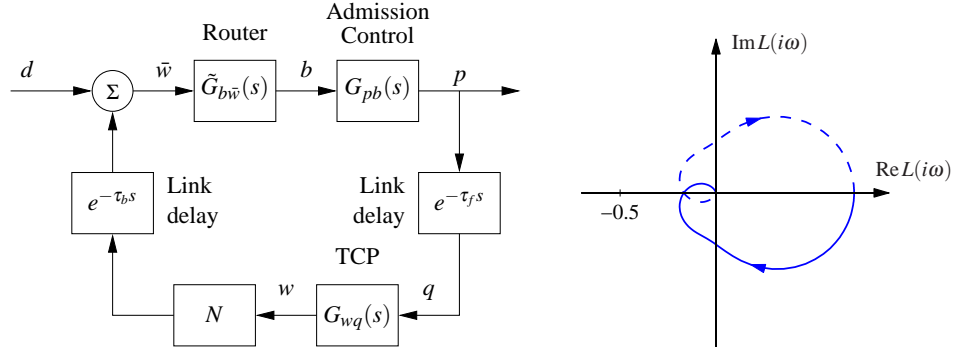 Router
Admission
Control
d
Σ
w̄
G̃_{bw̄}(s)
b
G_{pb}(s)
p
e^{−τ_b s}
Link
delay
Link
delay
e^{−τ_f s}
TCP
N
w
G_{wq}(s)
q
Im L(iω)
Re L(iω)
−0.5